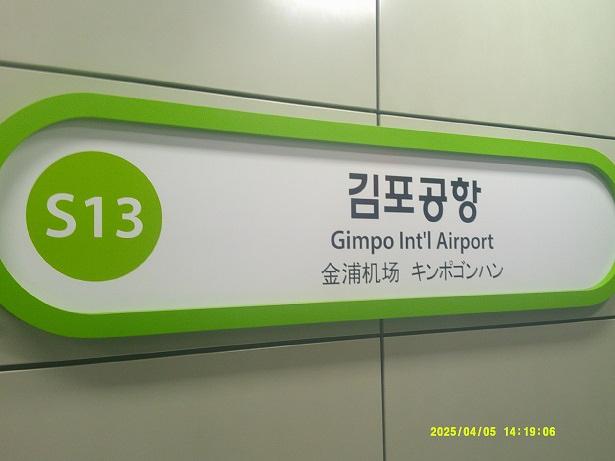 S13
김포공항
Gimpo Int'l Airport
金浦机场 キンポゴンハン
2025/04/05 14:19:06